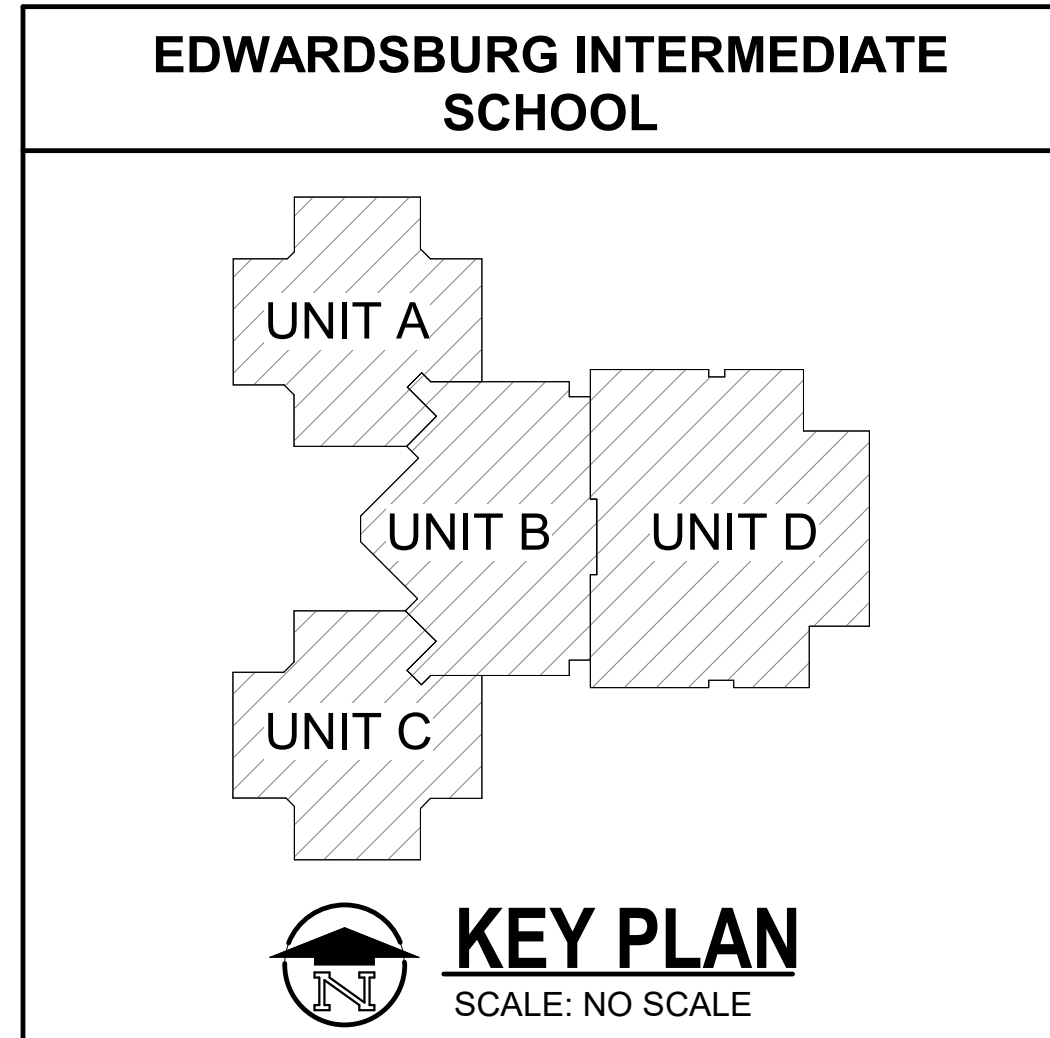 EDWARDSBURG INTERMEDIATE
SCHOOL
UNIT A
UNIT B
UNIT D
UNIT C
N
KEY PLAN
SCALE: NO SCALE